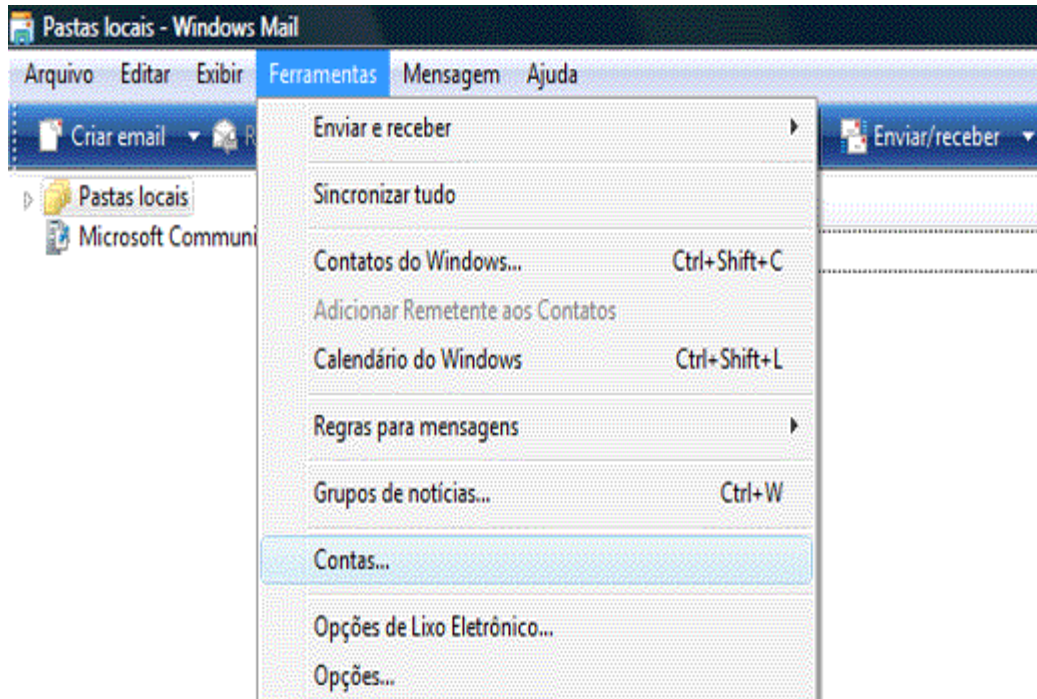 Pastas locais - Windows Mail
Arquivo Editar Exibir Ferramentas Mensagem Ajuda
Criar email Enviar/receber
Pastas locais
Microsoft Communi
Enviar e receber
Sincronizar tudo
Contatos do Windows... Ctrl+Shift+C
Adicionar Remetente aos Contatos
Calendário do Windows Ctrl+Shift+L
Regras para mensagens
Grupos de notícias... Ctrl+W
Contas...
Opções de Lixo Eletrônico...
Opções...